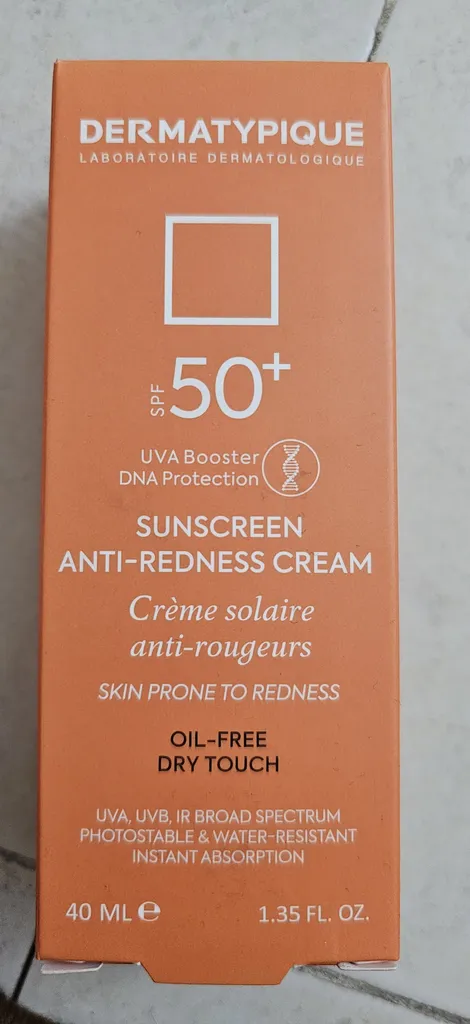 DERMATYPIQUE
LABORATOIRE DERMATOLOGIQUE
SPF 50+
UVA Booster
DNA Protection
SUNSCREEN
ANTI-REDNESS CREAM
Crème solaire
anti-rougeurs
SKIN PRONE TO REDNESS
OIL-FREE
DRY TOUCH
UVA, UVB, IR BROAD SPECTRUM
PHOTOSTABLE & WATER-RESISTANT
INSTANT ABSORPTION
40 ML ℮ 1.35 FL. OZ.